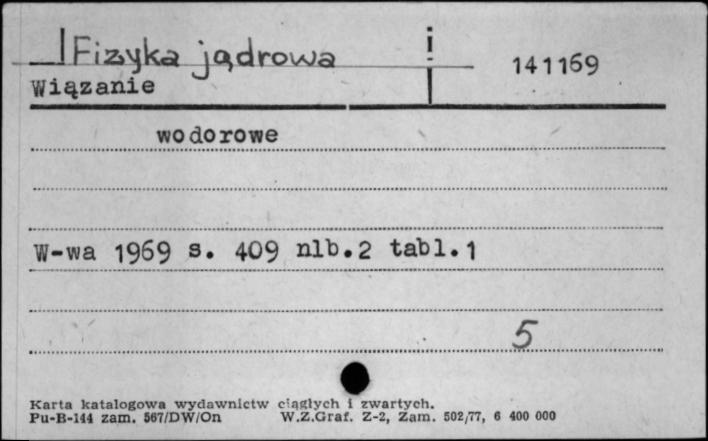 Fizyka jądrowa
141169
Wiązanie
wodorowe
W-wa 1969 s. 409 nlb.2 tabl.1
5
Karta katalogowa wydawnictw ciągłych i zwartych.
Pu-B-144 zam. 567/DW/On W.Z.Graf. Z-2, Zam. 502/77, 6 400 000